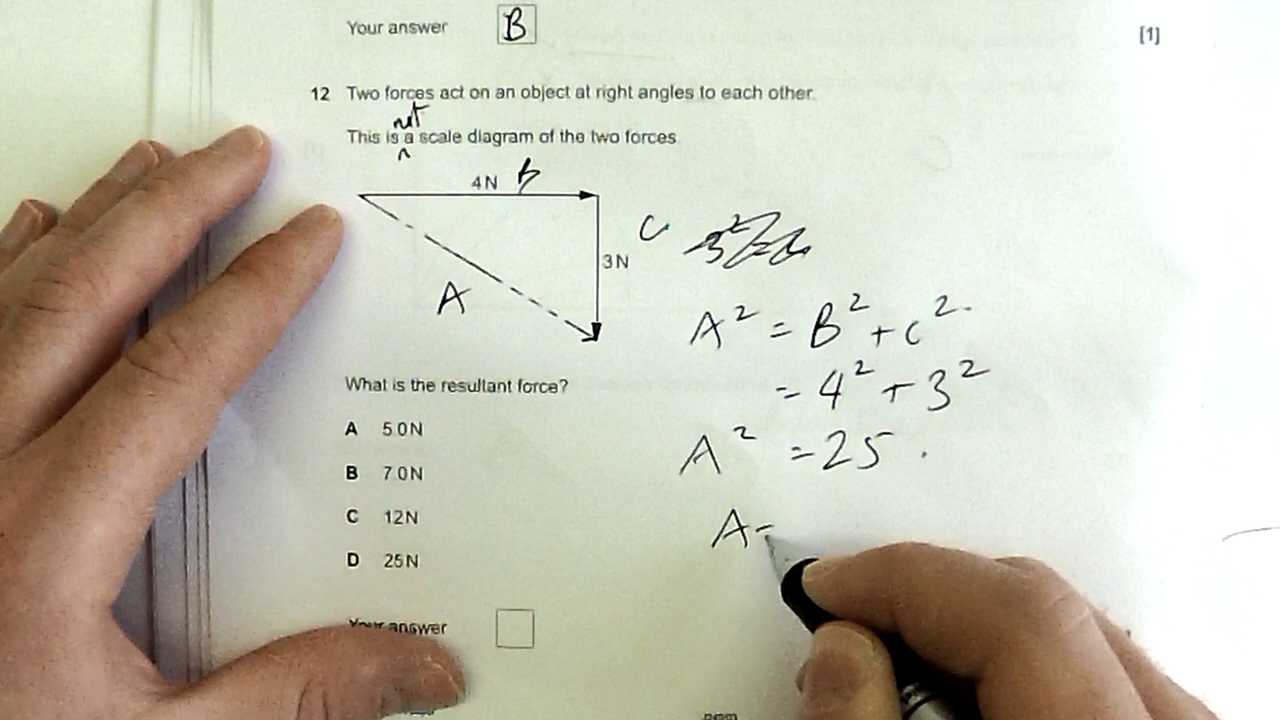 Your answer B [1]
12 Two forces act on an object at right angles to each other.
not
This is a scale diagram of the two forces.
4N b
C
3N
A
A² = B² + C²
= 4² + 3²
A² = 25.
A =
What is the resultant force?
A 5.0N
B 7.0N
C 12N
D 25N
Your answer